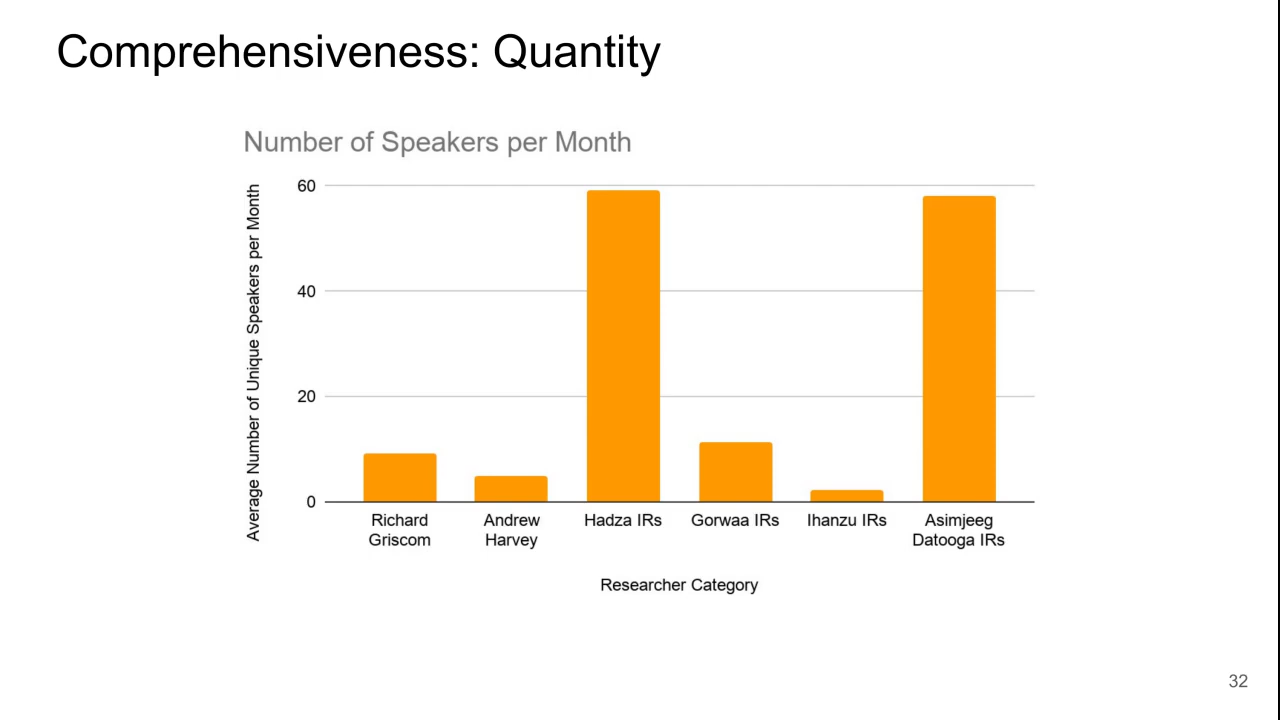 Comprehensiveness: Quantity
Number of Speakers per Month
Average Number of Unique Speakers per Month
60
40
20
0
Richard
Griscom
Andrew
Harvey
Hadza IRs
Gorwaa IRs
Ihanzu IRs
Asimjeeg
Datooga IRs
Researcher Category
32